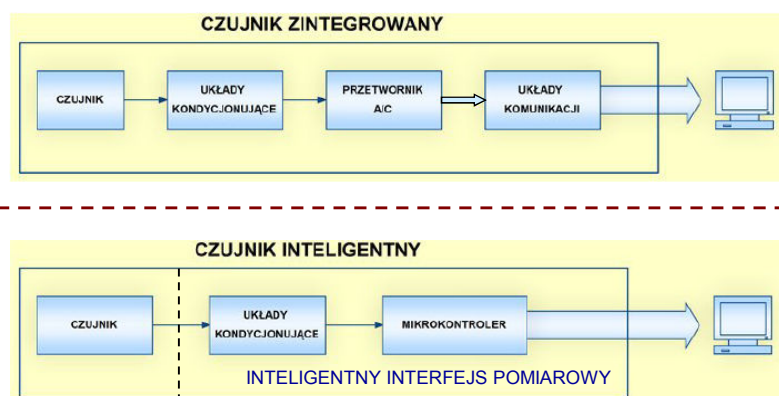 CZUJNIK ZINTEGROWANY
CZUJNIK
UKŁADY
KONDYCJONUJĄCE
PRZETWORNIK
A/C
UKŁADY
KOMUNIKACJI
CZUJNIK INTELIGENTNY
CZUJNIK
UKŁADY
KONDYCJONUJĄCE
MIKROKONTROLER
INTELIGENTNY INTERFEJS POMIAROWY